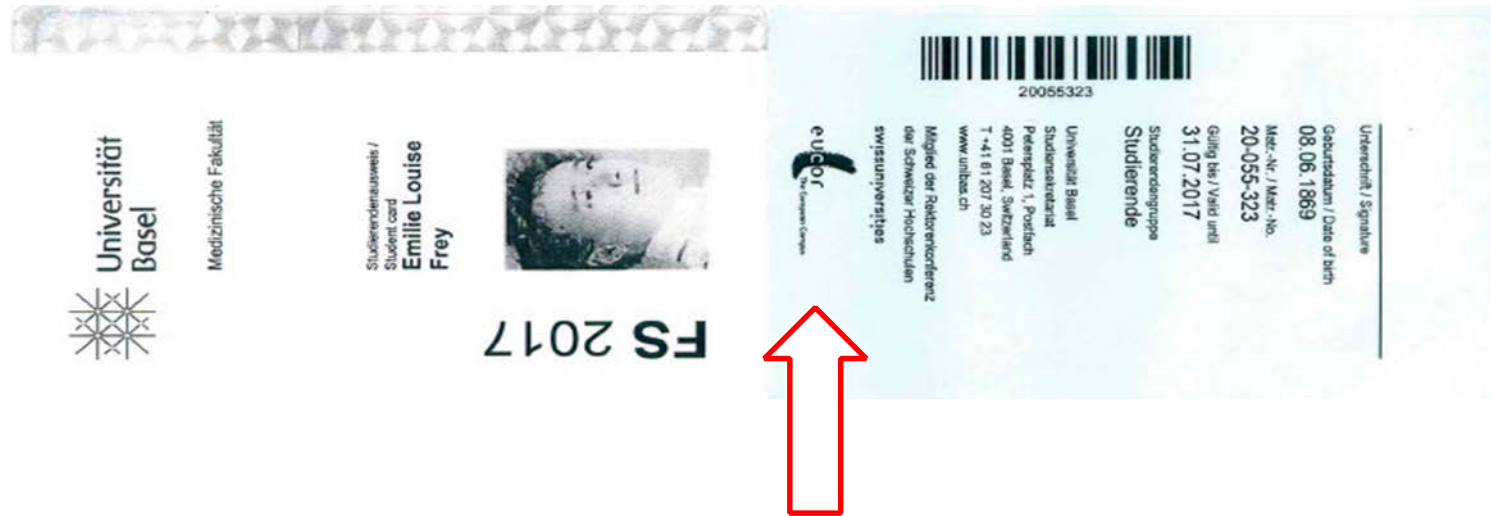 Universität
Basel
Medizinische Fakultät
Studierendenausweis /
Student card
Emilie Louise
Frey
FS 2017
20055323
Unterschrift / Signature
Geburtsdatum / Date of birth
08.06.1869
Matr.-Nr. / Matr.-No.
20-055-323
Gültig bis / Valid until
31.07.2017
Studierendengruppe
Studierende
Universität Basel
Studiensekretariat
Petersplatz 1, Postfach
4001 Basel, Switzerland
T +41 61 207 30 23
www.unibas.ch
Mitglied der Rektorenkonferenz
der Schweizer Hochschulen
swissuniversities
eucor
The European Campus